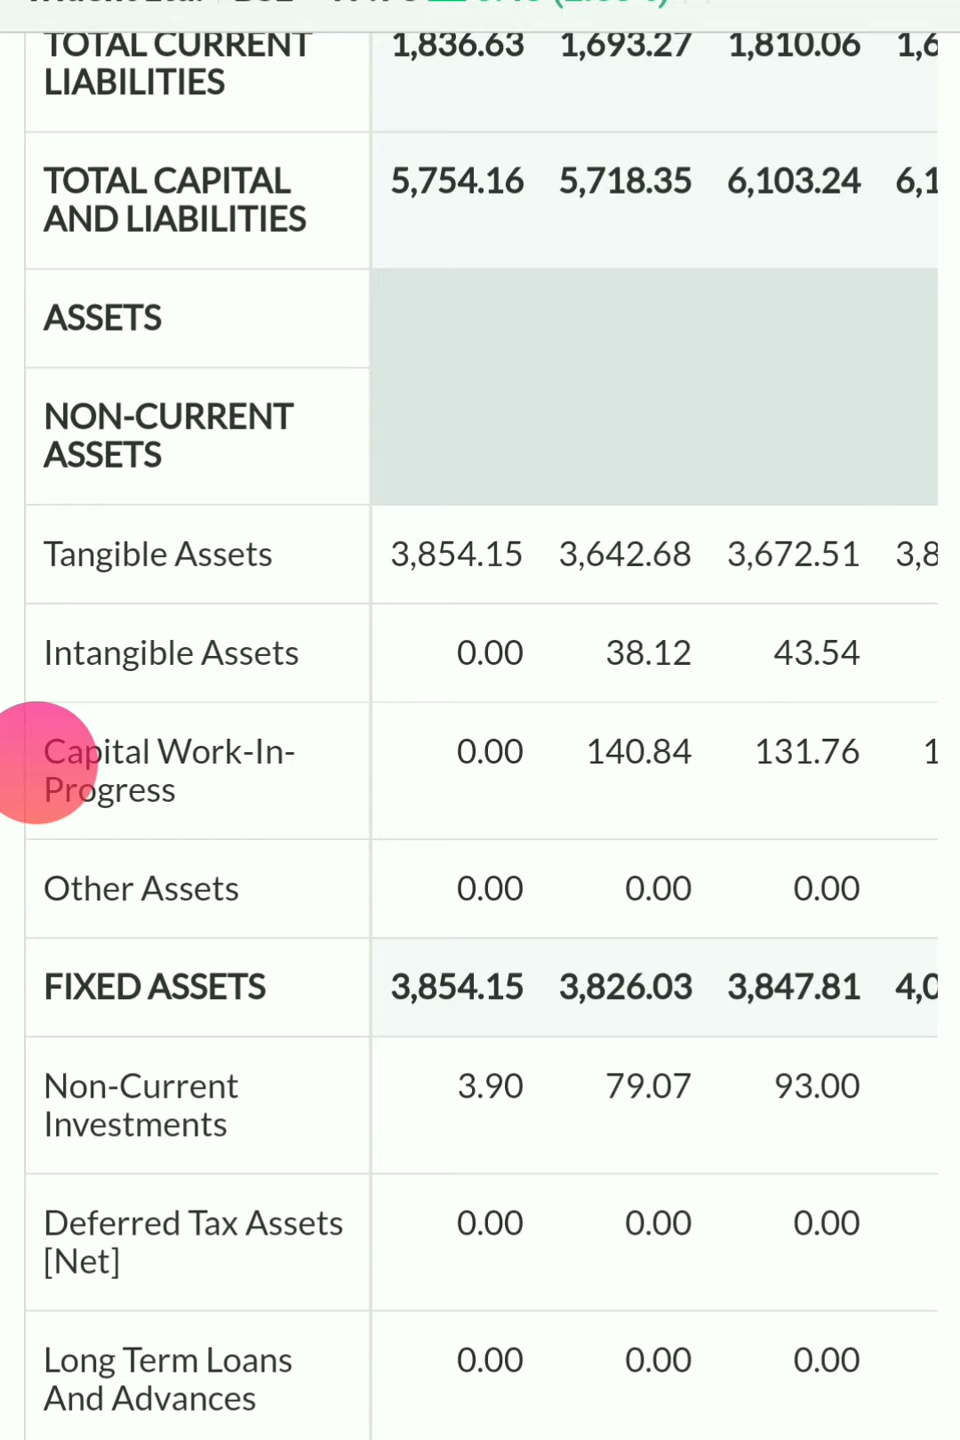 TOTAL CURRENT LIABILITIES 1,836.63 1,693.27 1,810.06 1,6
TOTAL CAPITAL AND LIABILITIES 5,754.16 5,718.35 6,103.24 6,1
ASSETS
NON-CURRENT ASSETS
Tangible Assets 3,854.15 3,642.68 3,672.51 3,8
Intangible Assets 0.00 38.12 43.54
Capital Work-In-Progress 0.00 140.84 131.76 1
Other Assets 0.00 0.00 0.00
FIXED ASSETS 3,854.15 3,826.03 3,847.81 4,0
Non-Current Investments 3.90 79.07 93.00
Deferred Tax Assets [Net] 0.00 0.00 0.00
Long Term Loans And Advances 0.00 0.00 0.00